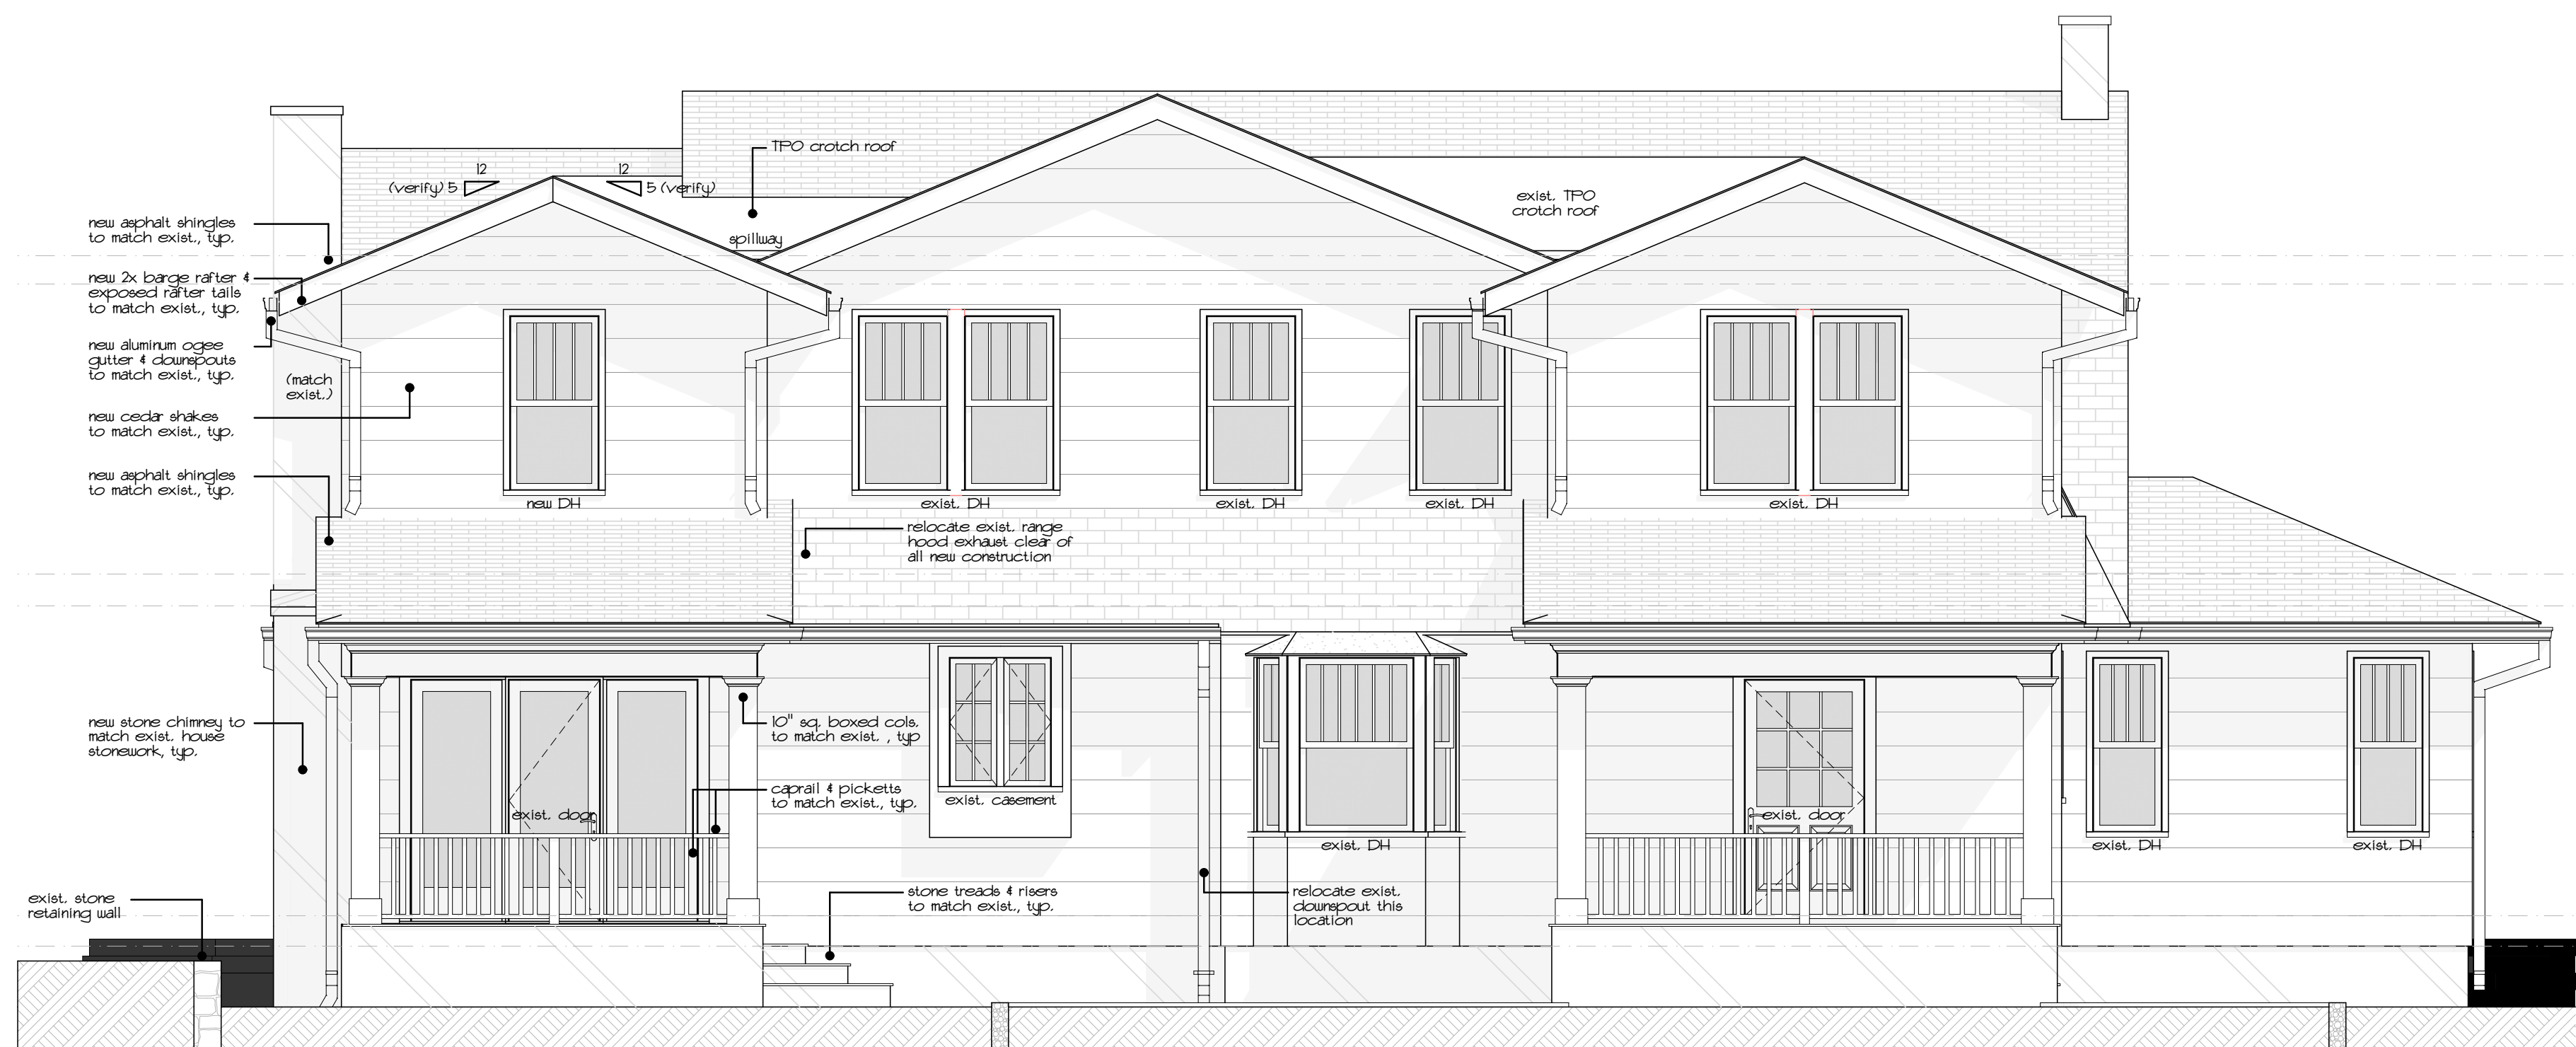 TPO crotch roof
12
12
(verify) 5
5 (verify)
exist. TPO
crotch roof
new asphalt shingles
to match exist., typ.
spillway
new 2x barge rafter &
exposed rafter tails
to match exist., typ.
new aluminum ogee
gutter & downspouts
to match exist., typ.
(match
exist.)
new cedar shakes
to match exist., typ.
new asphalt shingles
to match exist., typ.
new DH
exist. DH
exist. DH
exist. DH
exist. DH
relocate exist. range
hood exhaust clear of
all new construction
new stone chimney to
match exist. house
stonework, typ.
10" sq. boxed cols.
to match exist. , typ
caprail & picketts
to match exist., typ.
exist. casement
exist. door
exist. door
exist. DH
exist. DH
exist. DH
exist. stone
retaining wall
stone treads & risers
to match exist., typ.
relocate exist.
downspout this
location